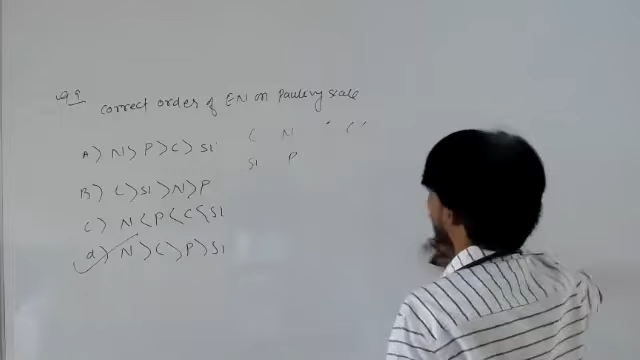 Q9
correct order of EN on Pauling scale
A) N > P > C > Si
B) C > Si > N > P
C) N < P < C < Si
d) N > C > P > Si
C N
Si P